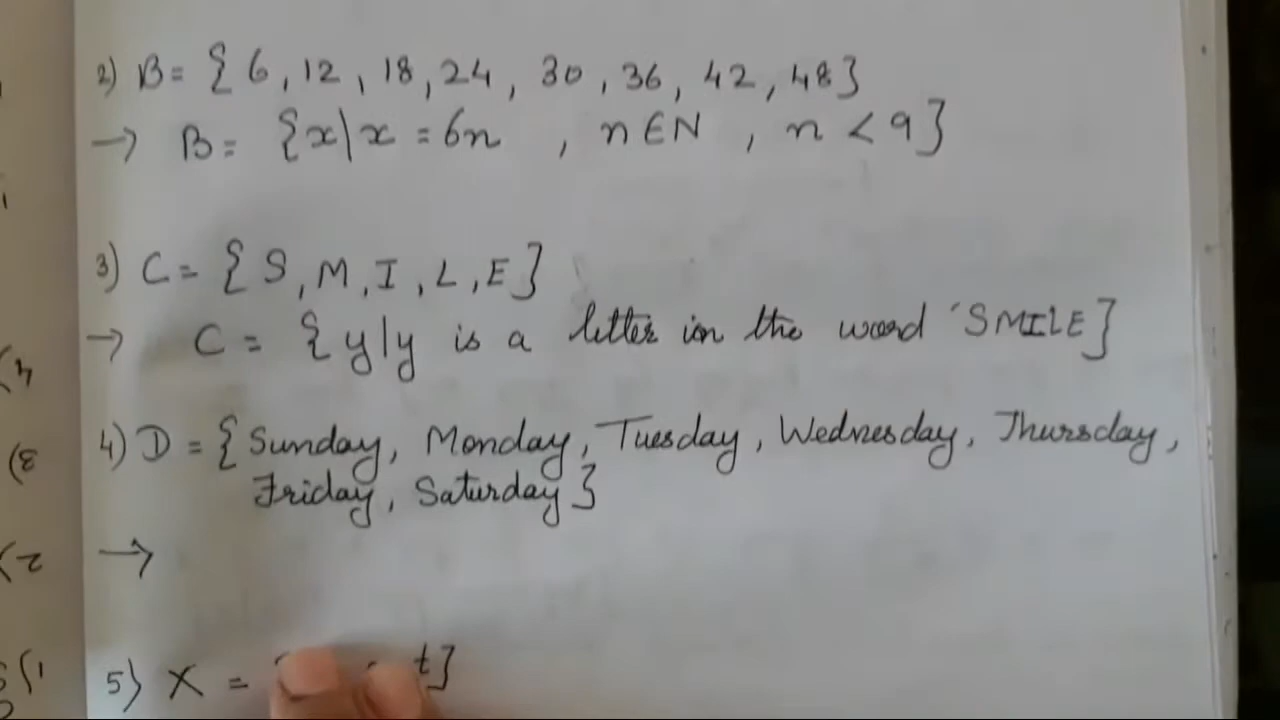 2) B = {6, 12, 18, 24, 30, 36, 42, 48}
→ B = {x|x = 6n , n∈N , n < 9}
3) C = {S, M, I, L, E}
→ C = {y|y is a letter in the word 'SMILE}
4) D = {Sunday, Monday, Tuesday, Wednesday, Thursday,
Friday, Saturday}
→
5) X = t}